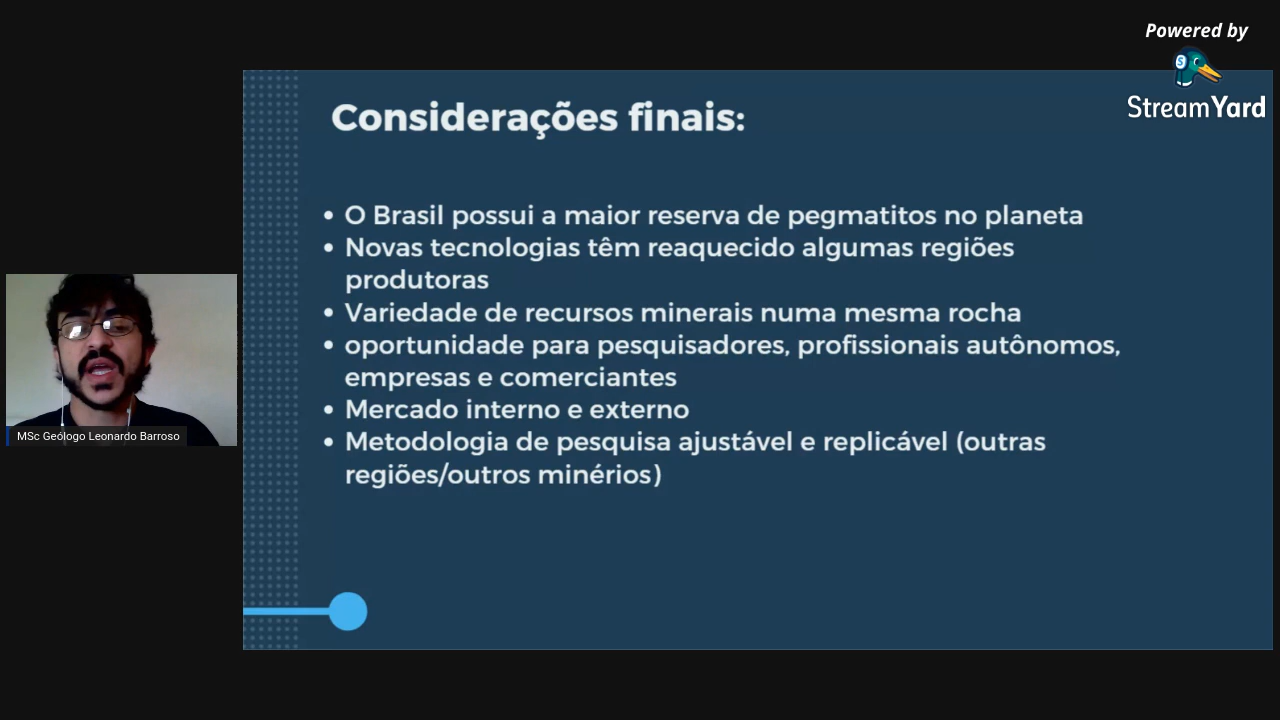 Powered by
StreamYard
Considerações finais:
• O Brasil possui a maior reserva de pegmatitos no planeta
• Novas tecnologias têm reaquecido algumas regiões
produtoras
• Variedade de recursos minerais numa mesma rocha
• oportunidade para pesquisadores, profissionais autônomos,
empresas e comerciantes
• Mercado interno e externo
• Metodologia de pesquisa ajustável e replicável (outras
regiões/outros minérios)
MSc Geólogo Leonardo Barroso